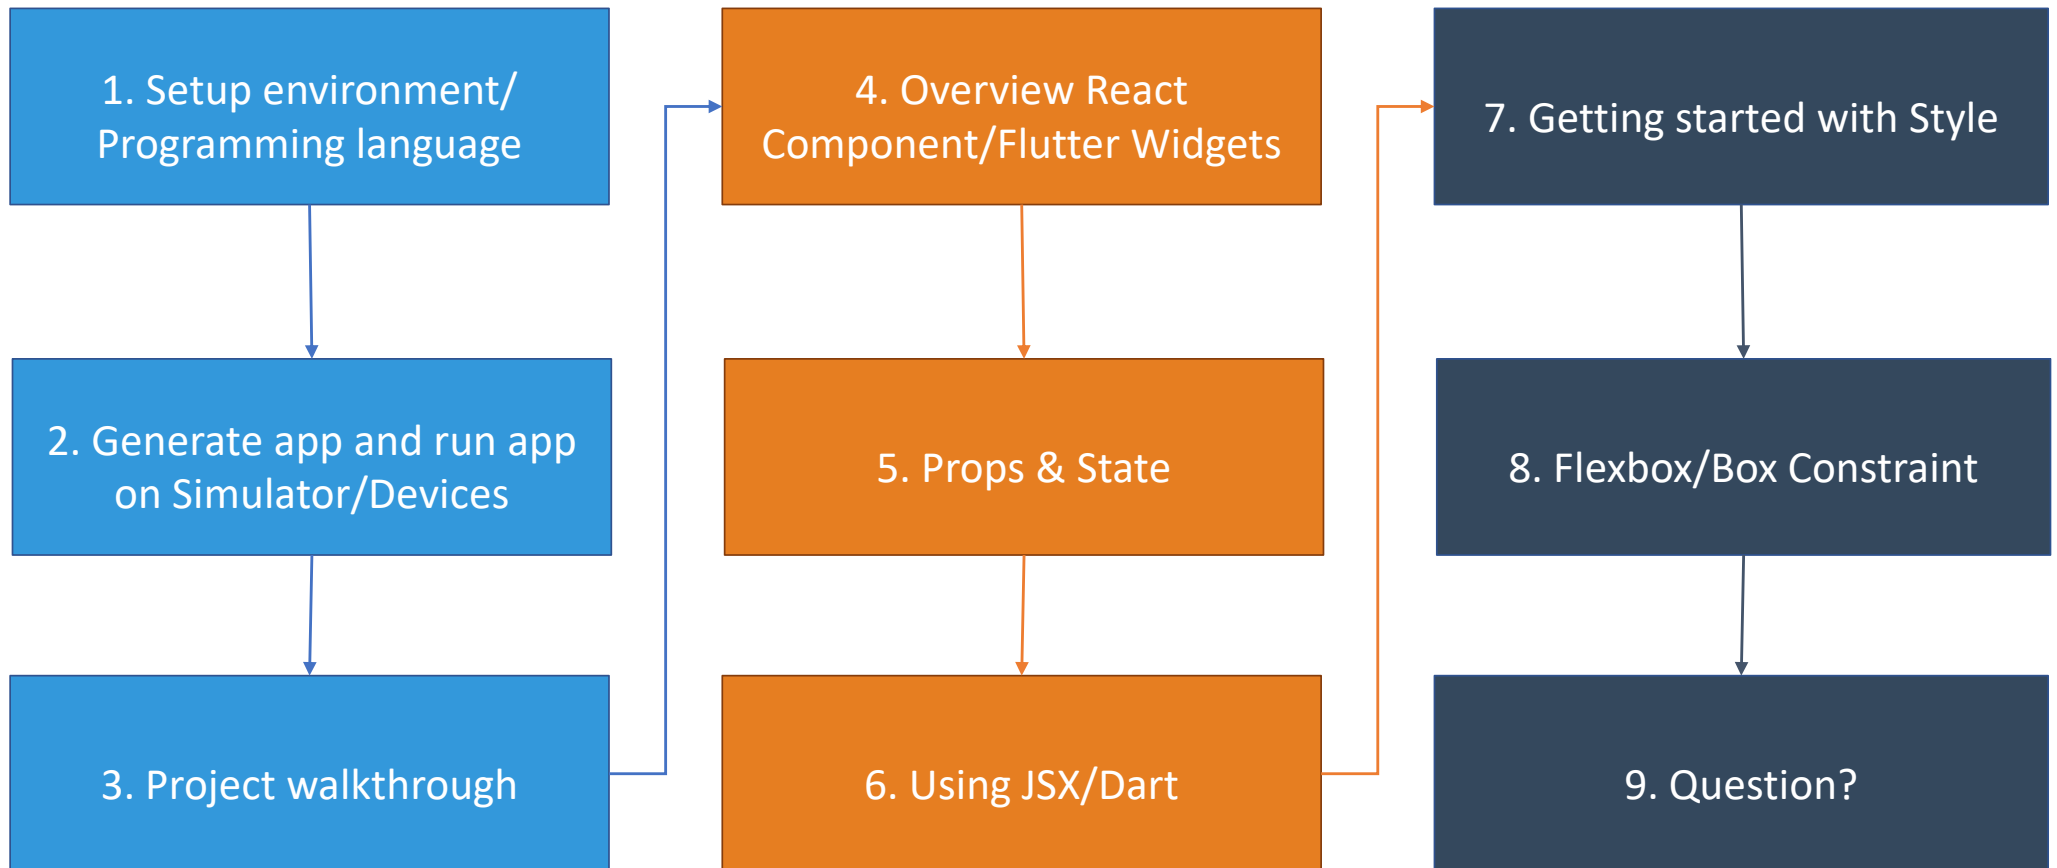 1. Setup environment/
Programming language
2. Generate app and run app
on Simulator/Devices
3. Project walkthrough
4. Overview React
Component/Flutter Widgets
5. Props & State
6. Using JSX/Dart
7. Getting started with Style
8. Flexbox/Box Constraint
9. Question?